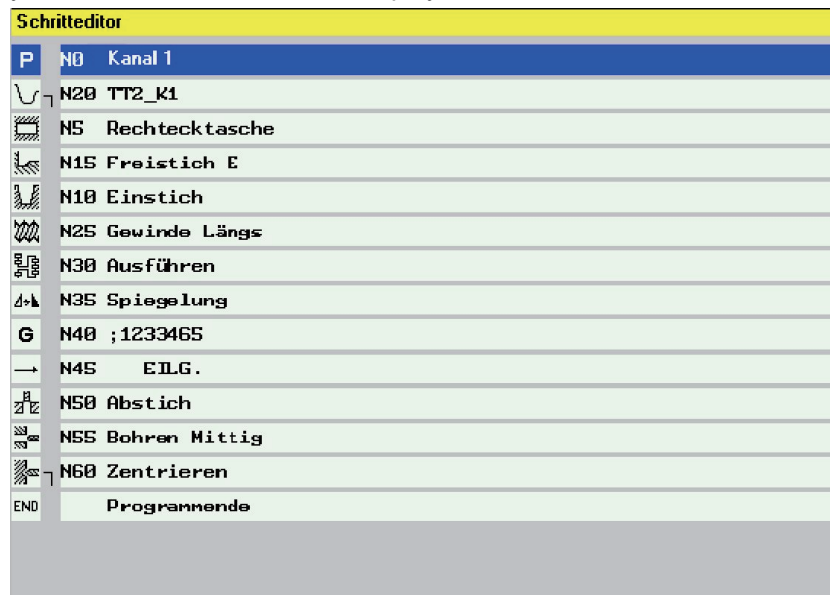 Schritteditor
P N0 Kanal 1
N20 TT2_K1
N5 Rechtecktasche
N15 Freistich E
N10 Einstich
N25 Gewinde Längs
N30 Ausführen
N35 Spiegelung
G N40 ;1233465
N45 EILG.
N50 Abstich
N55 Bohren Mittig
N60 Zentrieren
END Programmende